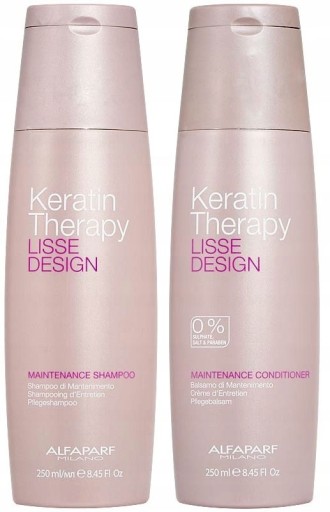 Keratin
Therapy
LISSE
DESIGN
MAINTENANCE SHAMPOO
Shampoo di Mantenimento
Shampooing d'Entretien
Pflegeshampoo
ALFAPARF
MILANO
250 ml/мл ℮ 8.45 Fl Oz
Keratin
Therapy
LISSE
DESIGN
0%
SULPHATE
SALT & PARABEN
MAINTENANCE CONDITIONER
Balsamo di Mantenimento
Crème d'Entretien
Pflegebalsam
ALFAPARF
MILANO
250 ml ℮ 8.45 Fl Oz